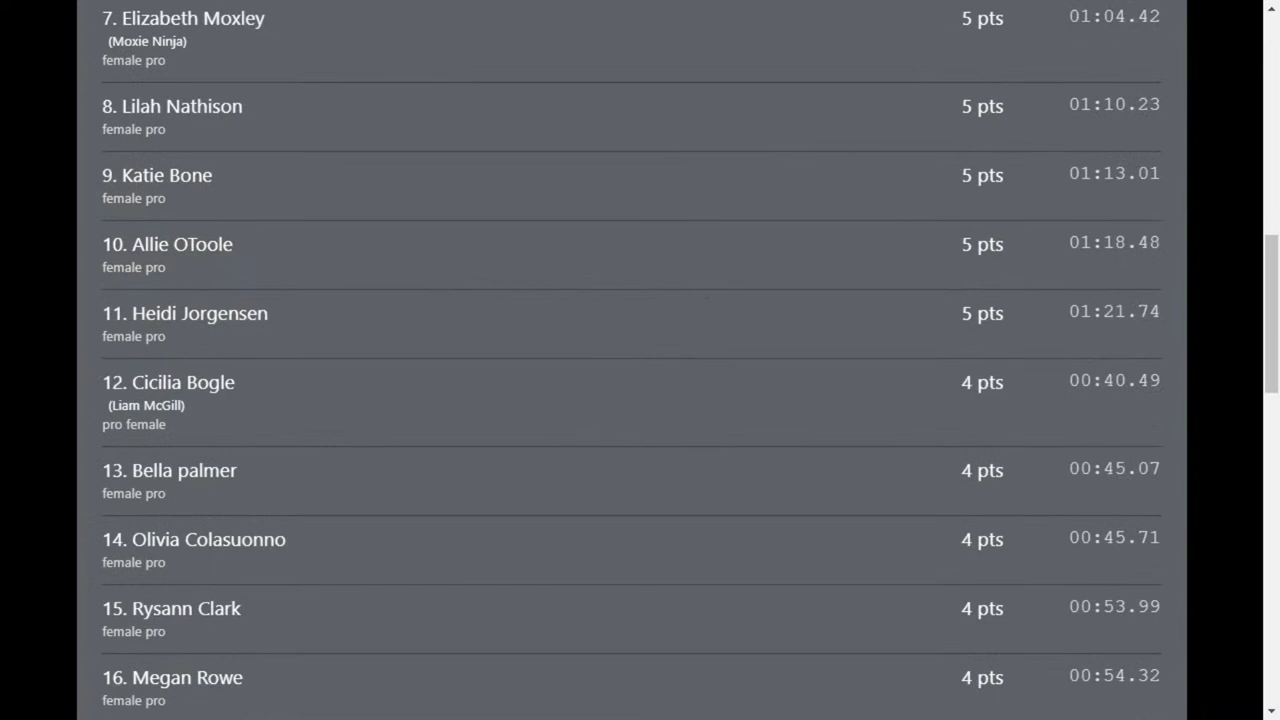 7. Elizabeth Moxley 5 pts 01:04.42
(Moxie Ninja)
female pro
8. Lilah Nathison 5 pts 01:10.23
female pro
9. Katie Bone 5 pts 01:13.01
female pro
10. Allie OToole 5 pts 01:18.48
female pro
11. Heidi Jorgensen 5 pts 01:21.74
female pro
12. Cicilia Bogle 4 pts 00:40.49
(Liam McGill)
pro female
13. Bella palmer 4 pts 00:45.07
female pro
14. Olivia Colasuonno 4 pts 00:45.71
female pro
15. Rysann Clark 4 pts 00:53.99
female pro
16. Megan Rowe 4 pts 00:54.32
female pro